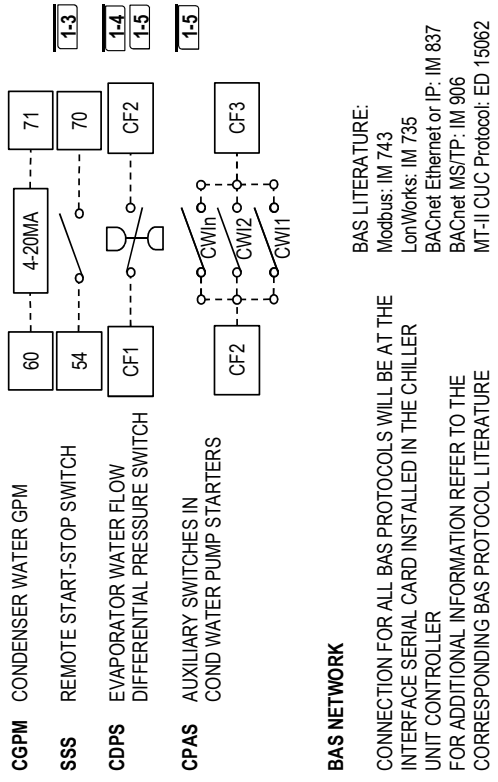 CGPM CONDENSER WATER GPM 60 4-20MA 71
SSS REMOTE START-STOP SWITCH 54 70 1-3
CDPS EVAPORATOR WATER FLOW
DIFFERENTIAL PRESSURE SWITCH CF1 CF2 1-4
1-5
CPAS AUXILIARY SWITCHES IN
COND WATER PUMP STARTERS CF2 CF3 1-5
CWIn
CWI2
CWI1
BAS NETWORK
CONNECTION FOR ALL BAS PROTOCOLS WILL BE AT THE
INTERFACE SERIAL CARD INSTALLED IN THE CHILLER
UNIT CONTROLLER
FOR ADDITIONAL INFORMATION REFER TO THE
CORRESPONDING BAS PROTOCOL LITERATURE
BAS LITERATURE:
Modbus: IM 743
LonWorks: IM 735
BACnet Ethernet or IP: IM 837
BACnet MS/TP: IM 906
MT-II CUC Protocol: ED 15062